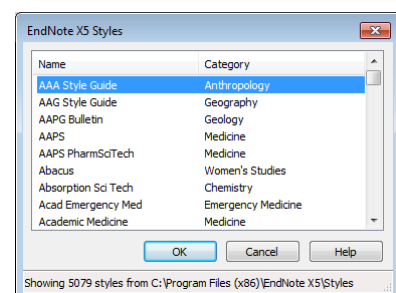 EndNote X5 Styles
Name Category
AAA Style Guide Anthropology
AAG Style Guide Geography
AAPG Bulletin Geology
AAPS Medicine
AAPS PharmSciTech Medicine
Abacus Women's Studies
Absorption Sci Tech Chemistry
Acad Emergency Med Emergency Medicine
Academic Medicine Medicine
OK Cancel Help
Showing 5079 styles from C:\Program Files (x86)\EndNote X5\Styles